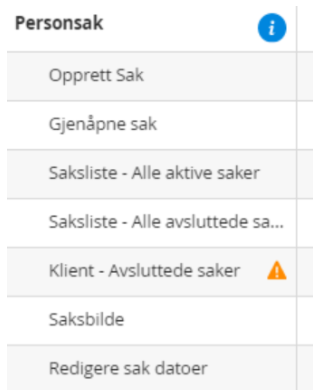 Personsak
Opprett Sak
Gjenåpne sak
Saksliste - Alle aktive saker
Saksliste - Alle avsluttede sa...
Klient - Avsluttede saker
Saksbilde
Redigere sak datoer